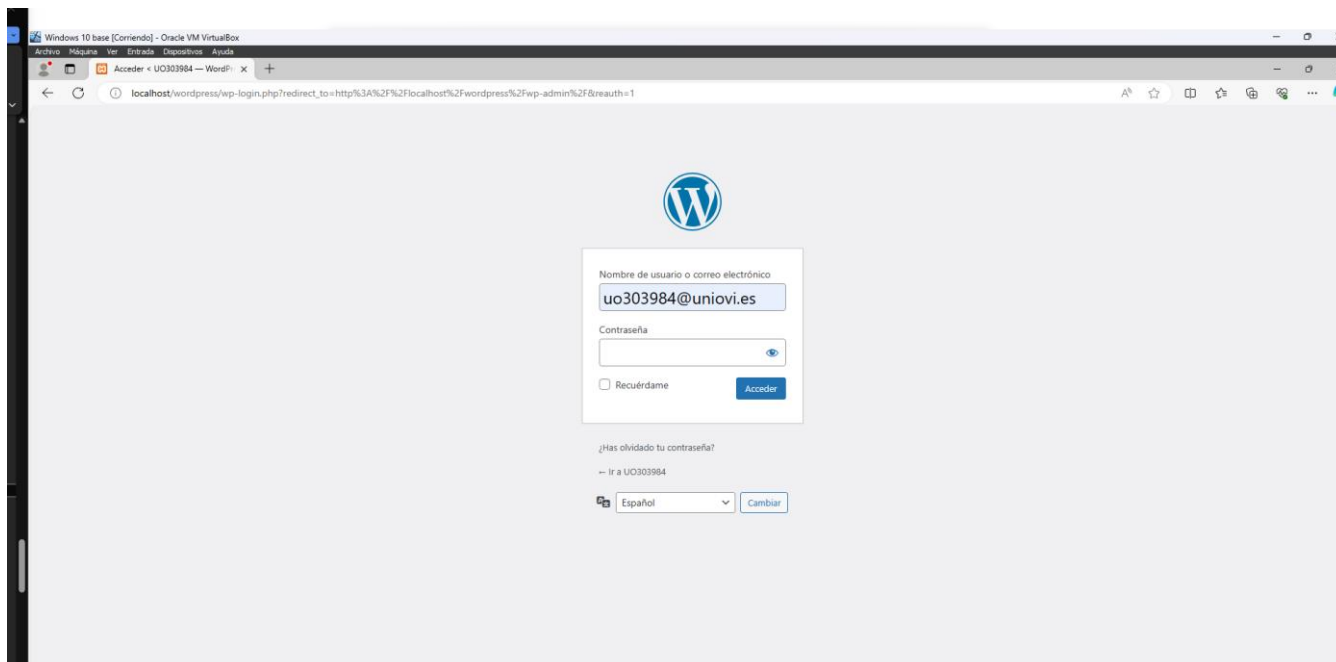 Windows 10 base [Corriendo] - Oracle VM VirtualBox
Archivo Máquina Ver Entrada Dispositivos Ayuda
Acceder < UO303984 — WordPr
localhost/wordpress/wp-login.php?redirect_to=http%3A%2F%2Flocalhost%2Fwordpress%2Fwp-admin%2F&reauth=1
Nombre de usuario o correo electrónico
uo303984@uniovi.es
Contraseña
Recuérdame
Acceder
¿Has olvidado tu contraseña?
← Ir a UO303984
Español
Cambiar